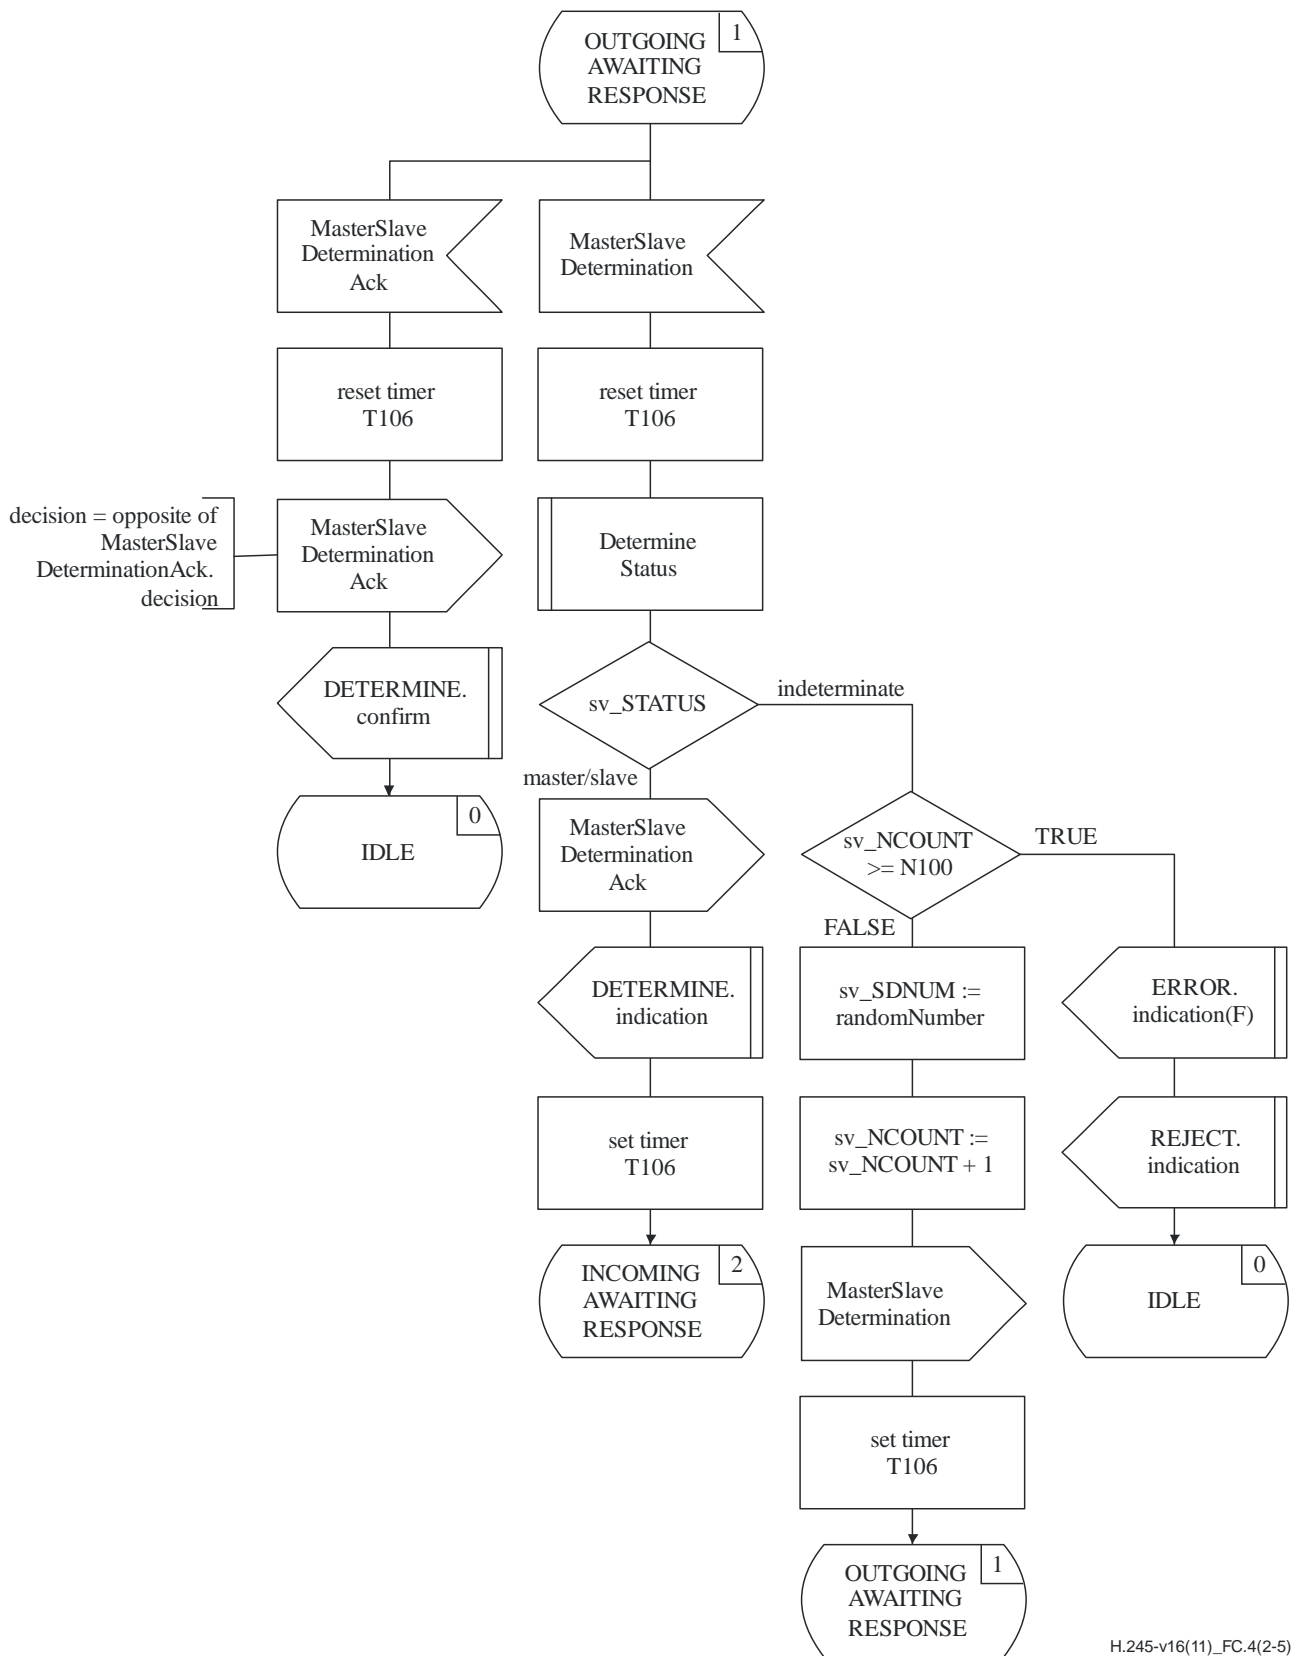 OUTGOING
AWAITING
RESPONSE
1
MasterSlave
Determination
Ack
MasterSlave
Determination
reset timer
T106
reset timer
T106
decision = opposite of
MasterSlave
DeterminationAck.
decision
MasterSlave
Determination
Ack
Determine
Status
DETERMINE.
confirm
sv_STATUS
indeterminate
master/slave
IDLE
0
MasterSlave
Determination
Ack
sv_NCOUNT
>= N100
TRUE
FALSE
DETERMINE.
indication
sv_SDNUM :=
randomNumber
ERROR.
indication(F)
set timer
T106
sv_NCOUNT :=
sv_NCOUNT + 1
REJECT.
indication
INCOMING
AWAITING
RESPONSE
2
MasterSlave
Determination
IDLE
0
set timer
T106
OUTGOING
AWAITING
RESPONSE
1
H.245-v16(11)_FC.4(2-5)